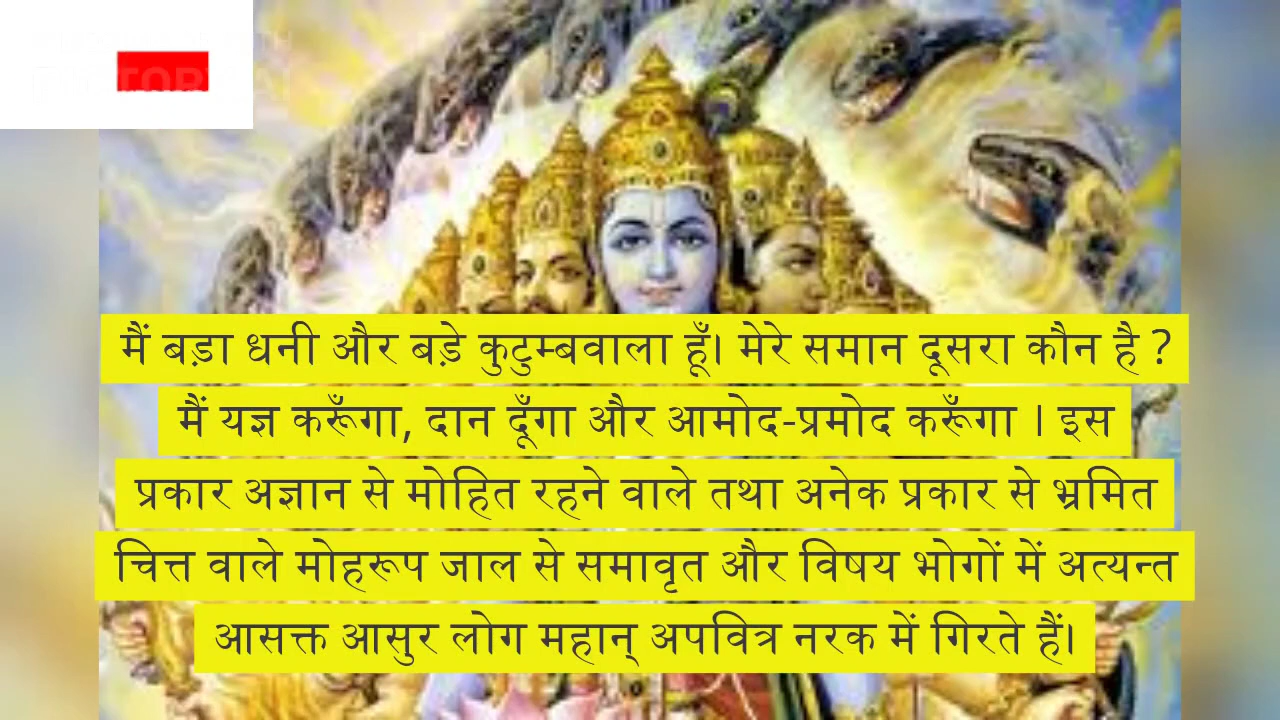 मैं बड़ा धनी और बड़े कुटुम्बवाला हूँ। मेरे समान दूसरा कौन है ?
मैं यज्ञ करूँगा, दान दूँगा और आमोद-प्रमोद करूँगा । इस
प्रकार अज्ञान से मोहित रहने वाले तथा अनेक प्रकार से भ्रमित
चित्त वाले मोहरूप जाल से समावृत और विषय भोगों में अत्यन्त
आसक्त आसुर लोग महान् अपवित्र नरक में गिरते हैं।